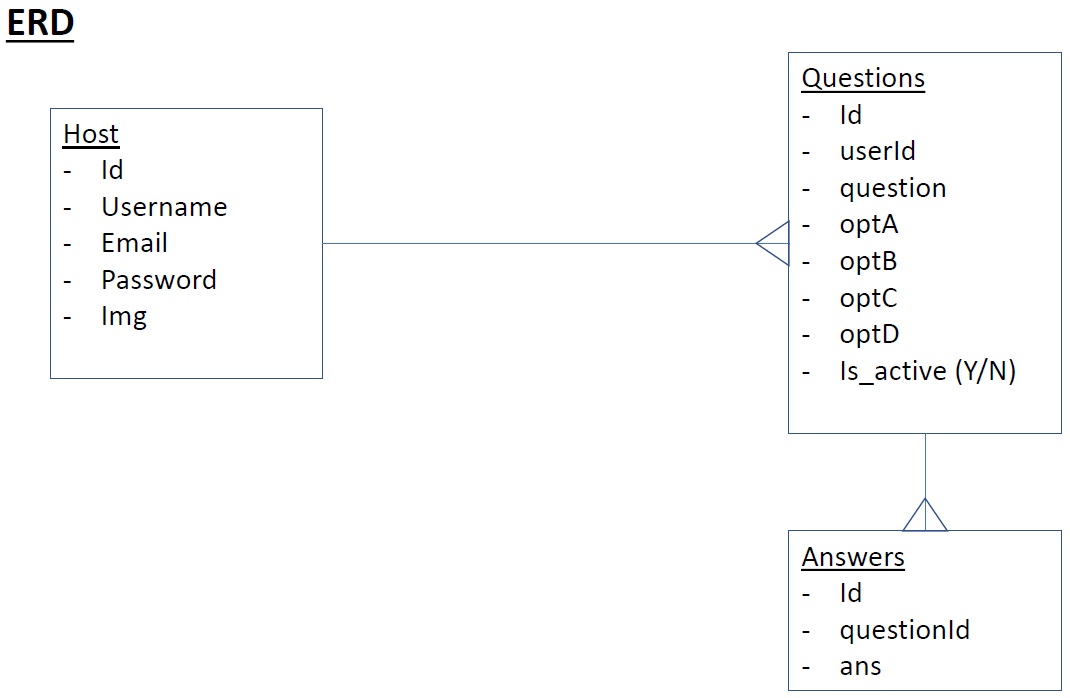 ERD
Host
- Id
- Username
- Email
- Password
- Img
Questions
- Id
- userId
- question
- optA
- optB
- optC
- optD
- Is_active (Y/N)
Answers
- Id
- questionId
- ans